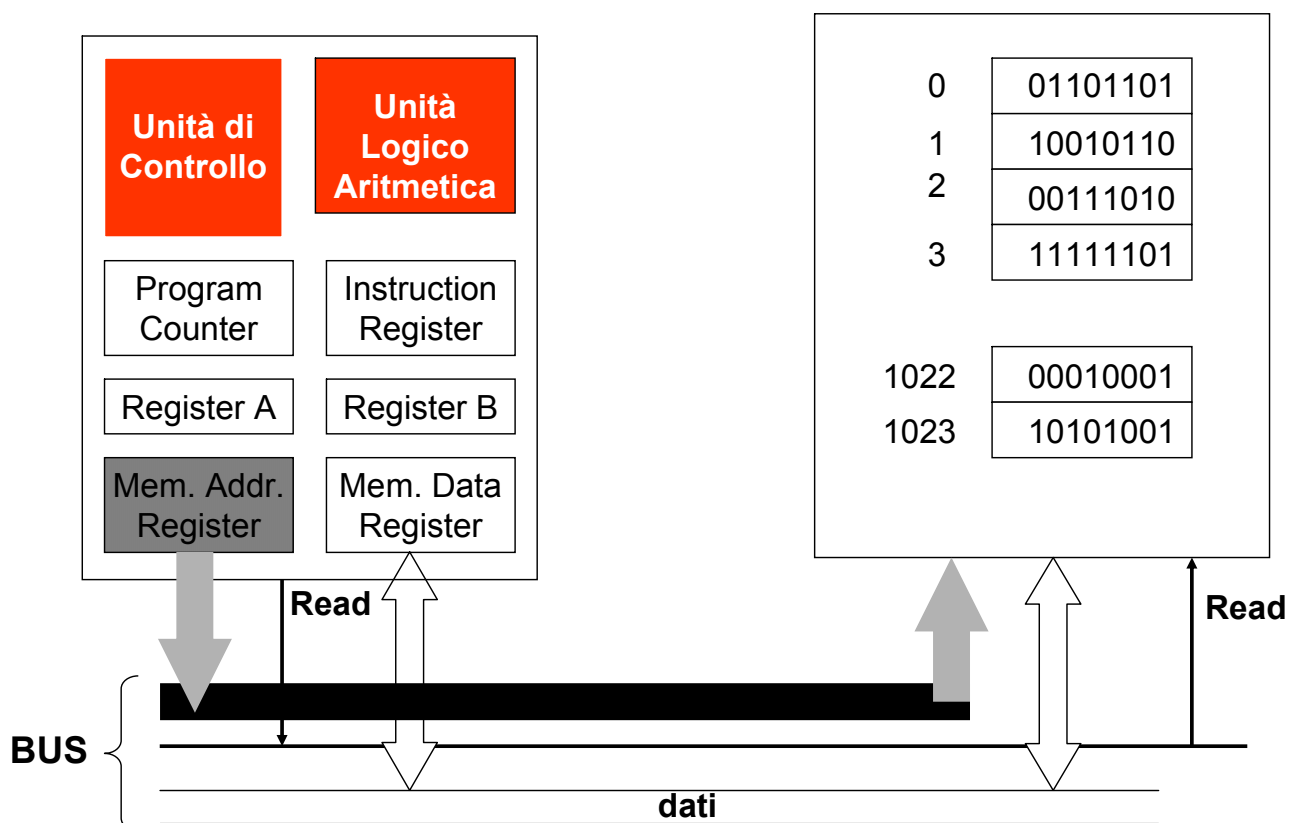 Unità di
Controllo
Unità
Logico
Aritmetica
Program
Counter
Instruction
Register
Register A
Register B
Mem. Addr.
Register
Mem. Data
Register
0 01101101
1 10010110
2 00111010
3 11111101
1022 00010001
1023 10101001
Read
Read
BUS
dati